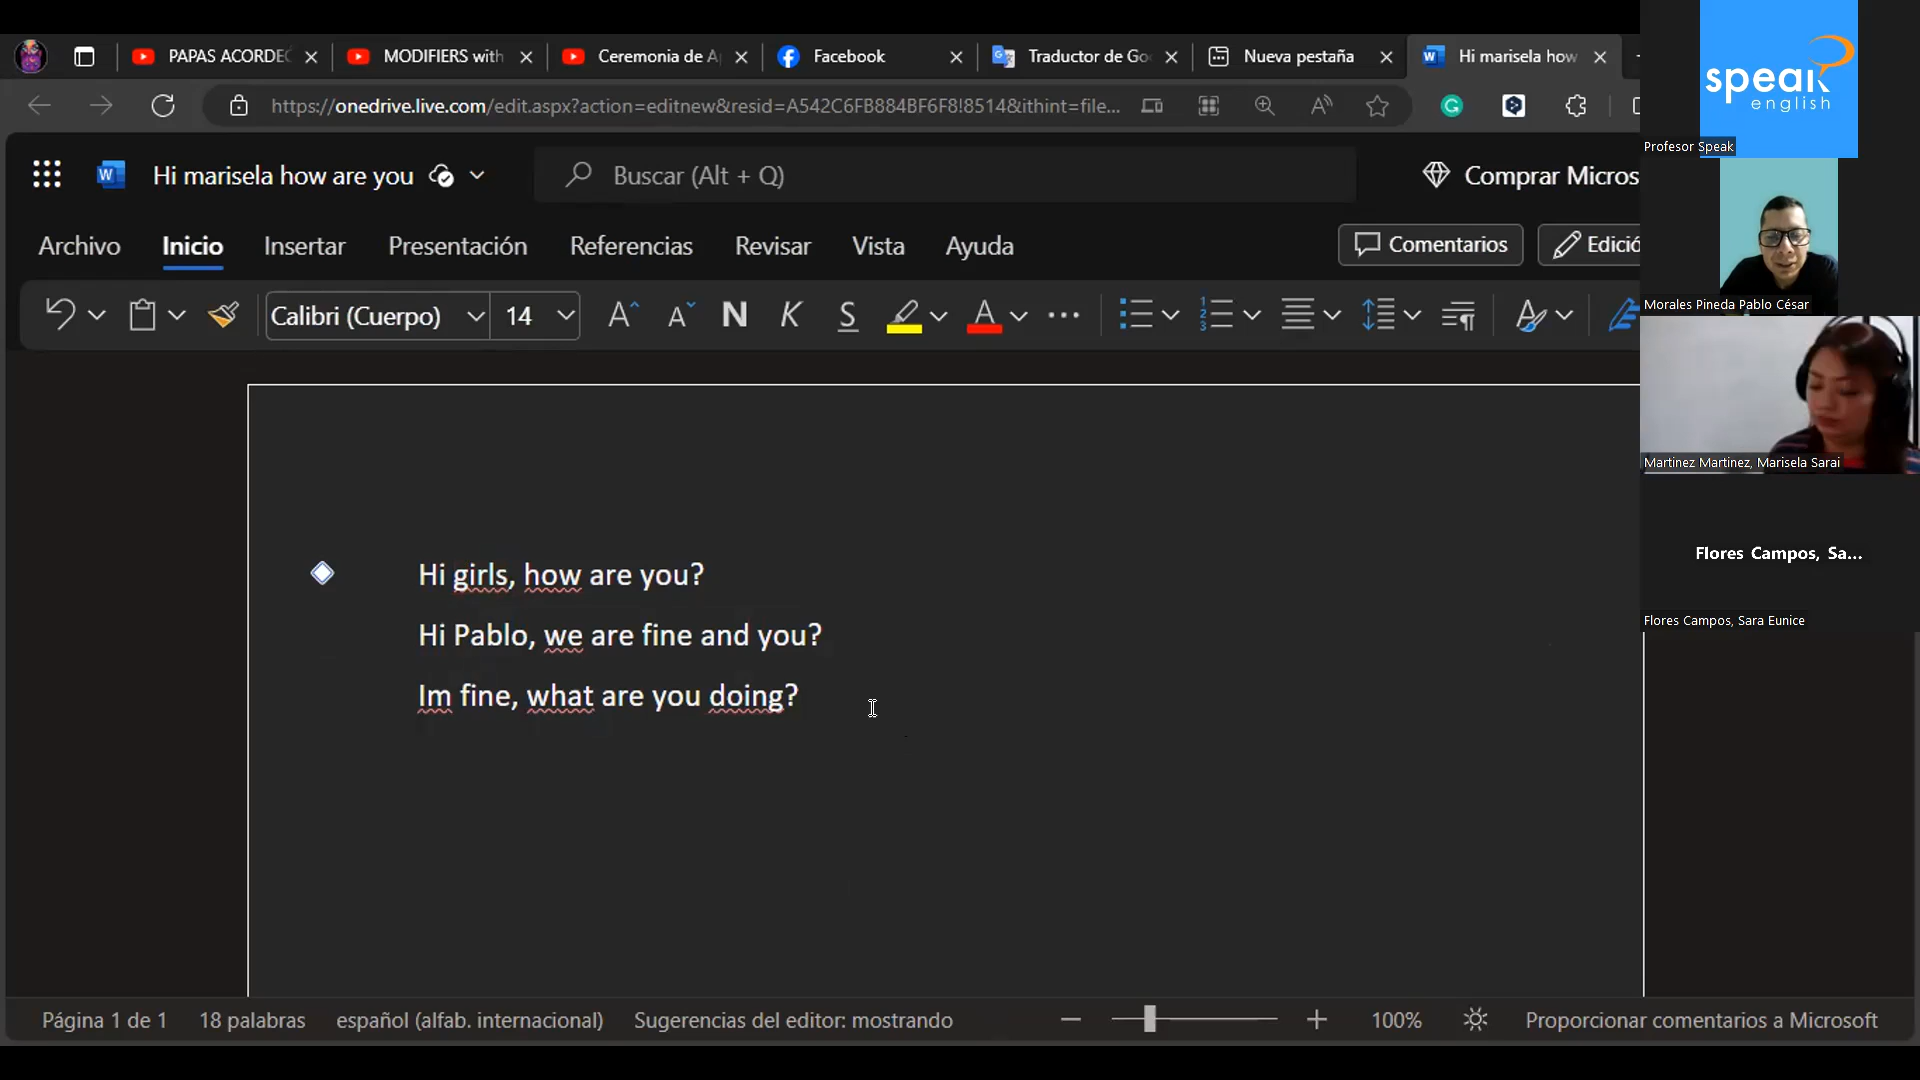 PAPAS ACORDEO
MODIFIERS with
Ceremonia de A
Facebook
Traductor de Go
Nueva pestaña
Hi marisela how
https://onedrive.live.com/edit.aspx?action=editnew&resid=A542C6FB884BF6F8!8514&ithint=file...
Hi marisela how are you
Buscar (Alt + Q)
Comprar Micros
Archivo
Inicio
Insertar
Presentación
Referencias
Revisar
Vista
Ayuda
Comentarios
Edició
Calibri (Cuerpo)
14
N K S
Hi girls, how are you?
Hi Pablo, we are fine and you?
Im fine, what are you doing?
Página 1 de 1
18 palabras
español (alfab. internacional)
Sugerencias del editor: mostrando
100%
Proporcionar comentarios a Microsoft
speak
english
Profesor Speak
Morales Pineda Pablo César
Martinez Martinez, Marisela Sarai
Flores Campos, Sa...
Flores Campos, Sara Eunice